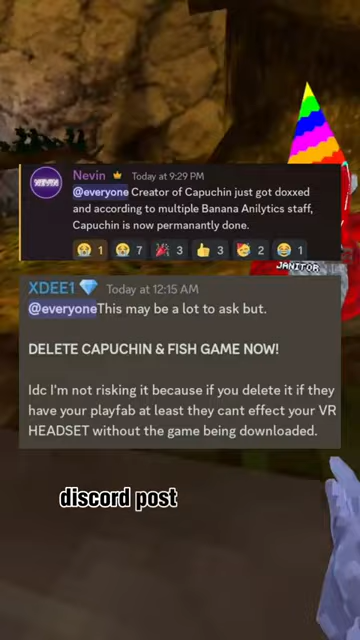 Nevin Today at 9:29 PM
@everyone Creator of Capuchin just got doxxed
and according to multiple Banana Anilytics staff,
Capuchin is now permanantly done.
1 7 3 3 2 1
JANITOR
XDEE1 Today at 12:15 AM
@everyoneThis may be a lot to ask but.
DELETE CAPUCHIN & FISH GAME NOW!
Idc I'm not risking it because if you delete it if they
have your playfab at least they cant effect your VR
HEADSET without the game being downloaded.
discord post